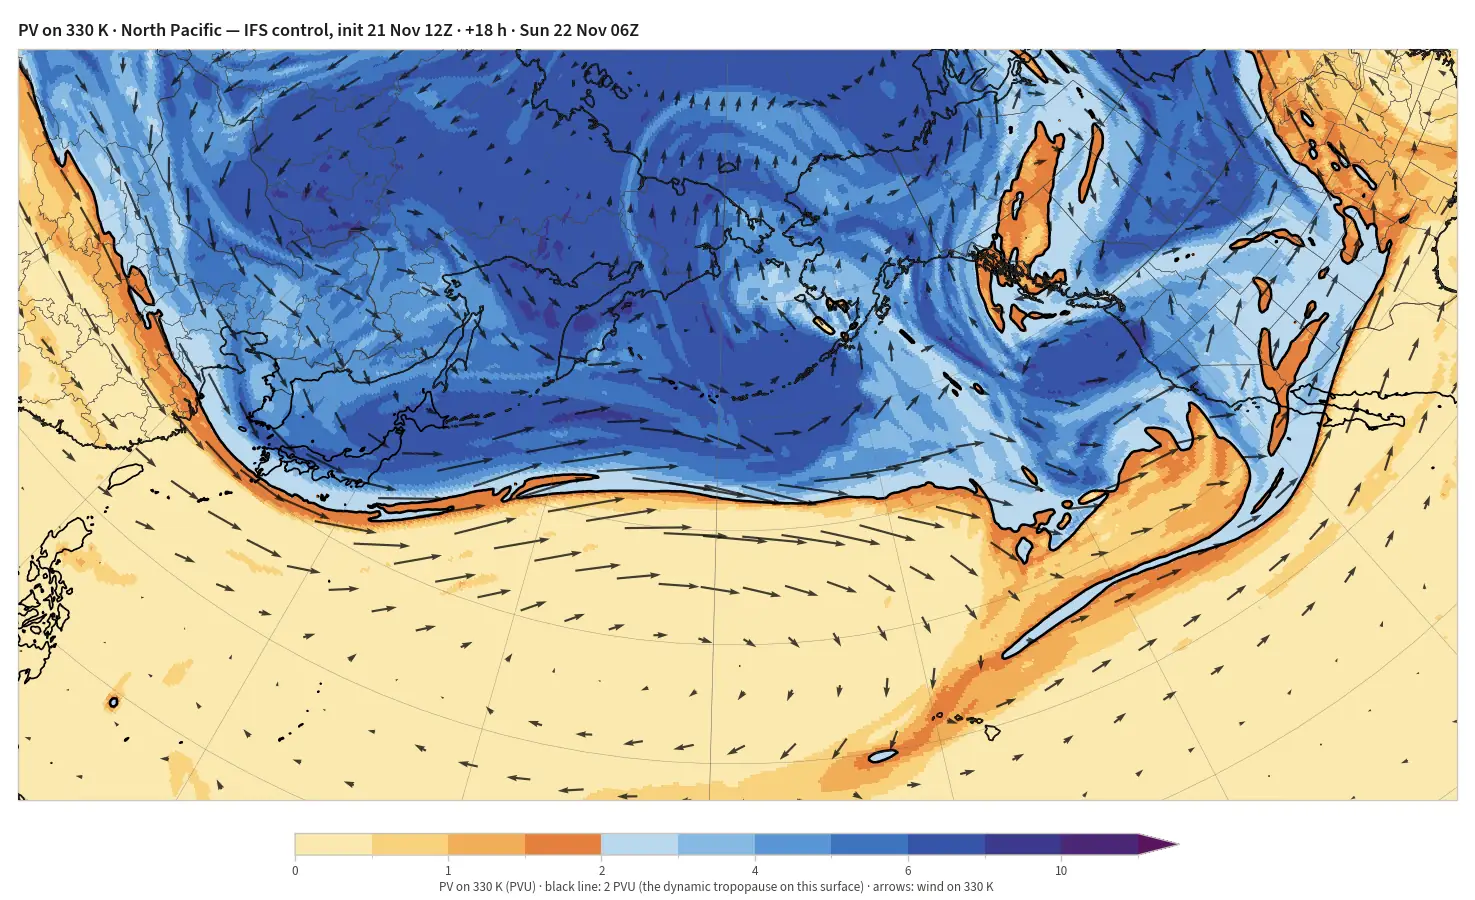 PV on 330 K · North Pacific — IFS control, init 21 Nov 12Z · +18 h · Sun 22 Nov 06Z
0 1 2 4 6 10
PV on 330 K (PVU) · black line: 2 PVU (the dynamic tropopause on this surface) · arrows: wind on 330 K